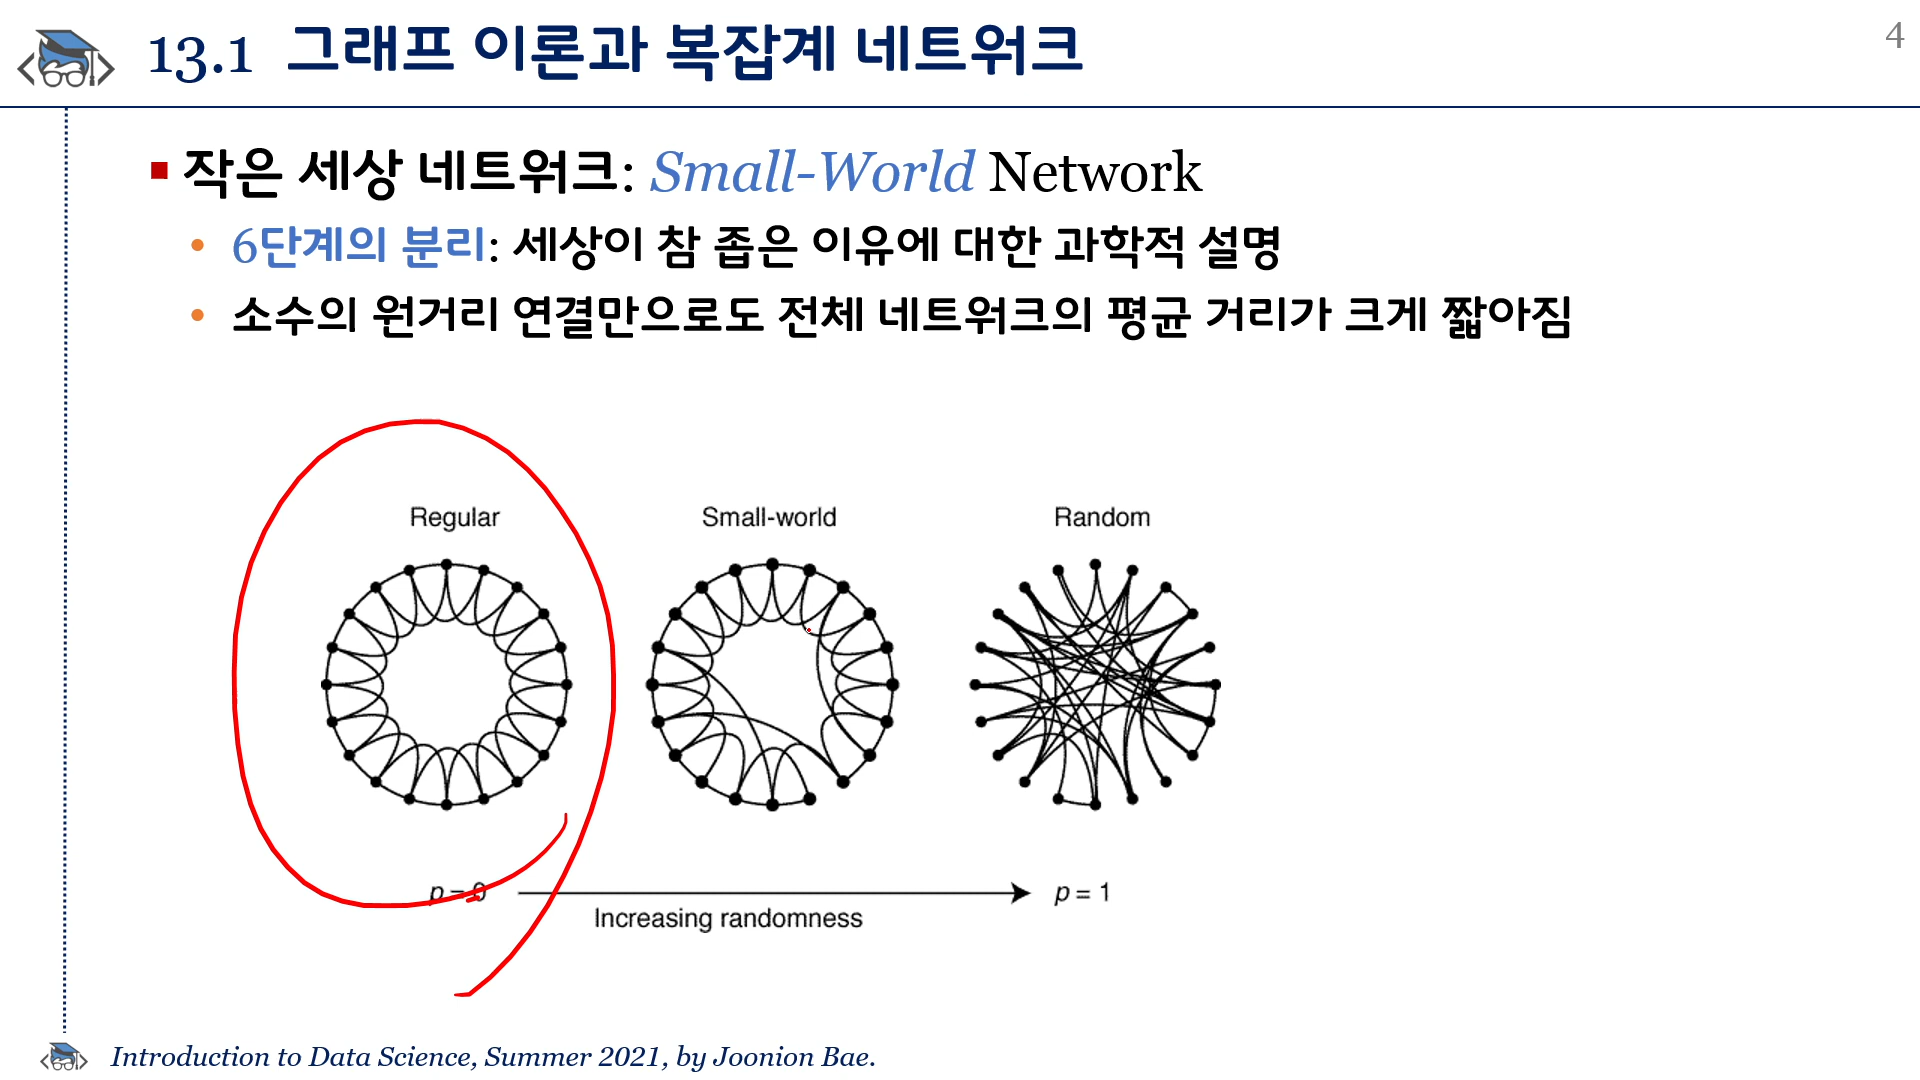 13.1 그래프 이론과 복잡계 네트워크
4
작은 세상 네트워크: Small-World Network
6단계의 분리: 세상이 참 좁은 이유에 대한 과학적 설명
소수의 원거리 연결만으로도 전체 네트워크의 평균 거리가 크게 짧아짐
Regular Small-world Random
p = 0 p = 1
Increasing randomness
Introduction to Data Science, Summer 2021, by Joonion Bae.